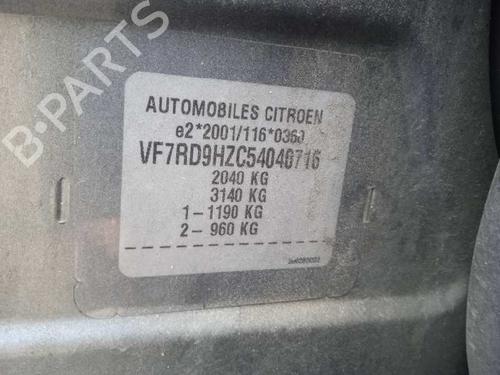 B-PARTS
AUTOMOBILES CITROEN
e2*2001/116*0360
VF7RD9HZC54040716
2040 KG
3140 KG
1-1190 KG
2-960 KG